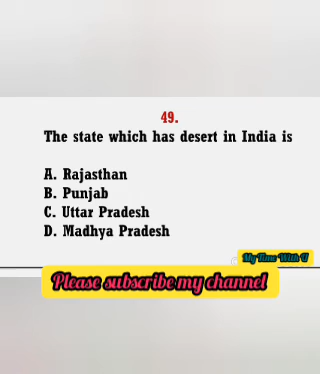 49.
The state which has desert in India is
A. Rajasthan
B. Punjab
C. Uttar Pradesh
D. Madhya Pradesh
My Time With U
Please subscribe my channel